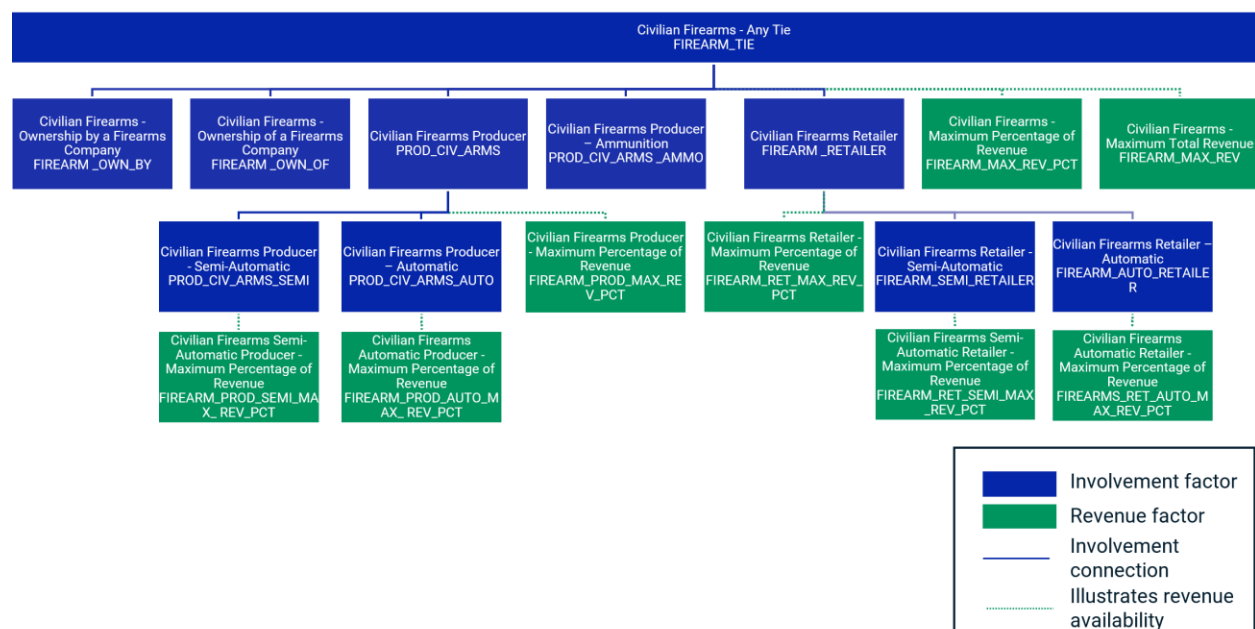 Civilian Firearms - Any Tie
FIREARM_TIE
Civilian Firearms -
Ownership by a Firearms
Company
FIREARM _OWN_BY
Civilian Firearms -
Ownership of a Firearms
Company
FIREARM _OWN_OF
Civilian Firearms Producer
PROD_CIV_ARMS
Civilian Firearms Producer
– Ammunition
PROD_CIV_ARMS _AMMO
Civilian Firearms Retailer
FIREARM _RETAILER
Civilian Firearms -
Maximum Percentage of
Revenue
FIREARM_MAX_REV_PCT
Civilian Firearms -
Maximum Total Revenue
FIREARM_MAX_REV
Civilian Firearms Producer
- Semi-Automatic
PROD_CIV_ARMS_SEMI
Civilian Firearms Producer
– Automatic
PROD_CIV_ARMS_AUTO
Civilian Firearms Producer
- Maximum Percentage of
Revenue
FIREARM_PROD_MAX_RE
V_PCT
Civilian Firearms Retailer -
Maximum Percentage of
Revenue
FIREARM_RET_MAX_REV_
PCT
Civilian Firearms Retailer -
Semi-Automatic
FIREARM_SEMI_RETAILER
Civilian Firearms Retailer –
Automatic
FIREARM_AUTO_RETAILE
R
Civilian Firearms Semi-
Automatic Producer -
Maximum Percentage of
Revenue
FIREARM_PROD_SEMI_MA
X_ REV_PCT
Civilian Firearms
Automatic Producer -
Maximum Percentage of
Revenue
FIREARM_PROD_AUTO_M
AX_ REV_PCT
Civilian Firearms Semi-
Automatic Retailer -
Maximum Percentage of
Revenue
FIREARM_RET_SEMI_MAX
_REV_PCT
Civilian Firearms
Automatic Retailer -
Maximum Percentage of
Revenue
FIREARMS_RET_AUTO_M
AX_REV_PCT
Involvement factor
Revenue factor
Involvement
connection
Illustrates revenue
availability